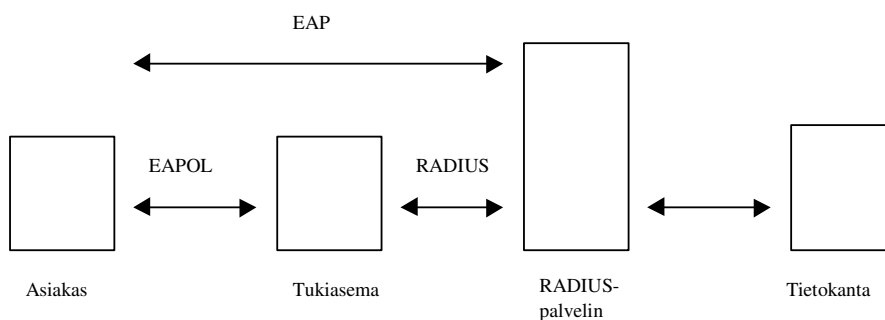 EAP
EAPOL
RADIUS
Asiakas
Tukiasema
RADIUS-
palvelin
Tietokanta